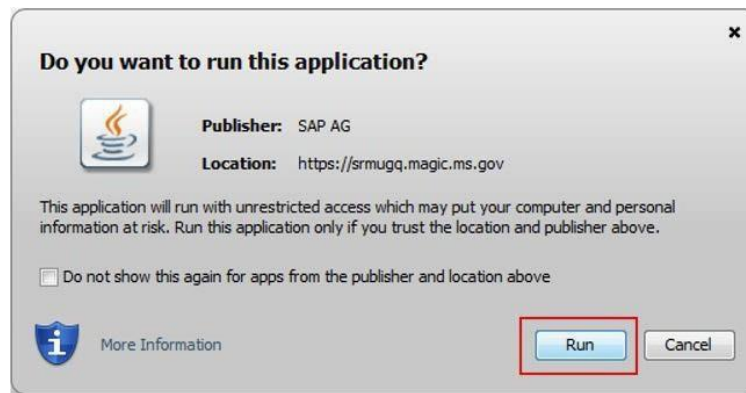 Do you want to run this application?
Publisher: SAP AG
Location: https://srmugq.magic.ms.gov
This application will run with unrestricted access which may put your computer and personal
information at risk. Run this application only if you trust the location and publisher above.
Do not show this again for apps from the publisher and location above
More Information
Run
Cancel